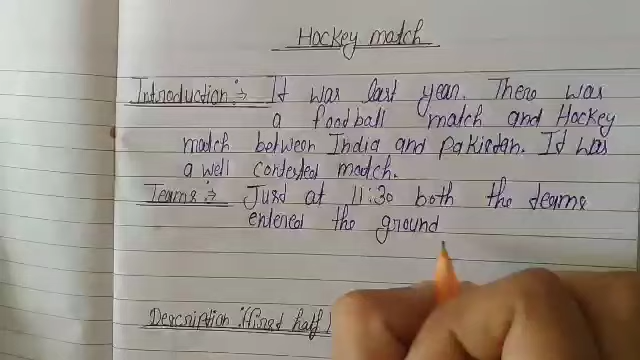 Hockey match
Introduction :→ It was last year. There was
a football match and Hockey
match between India and Pakistan. It was
a well contested match.
Teams :→ Just at 11:30 both the teams
entered the ground
Description :(first half